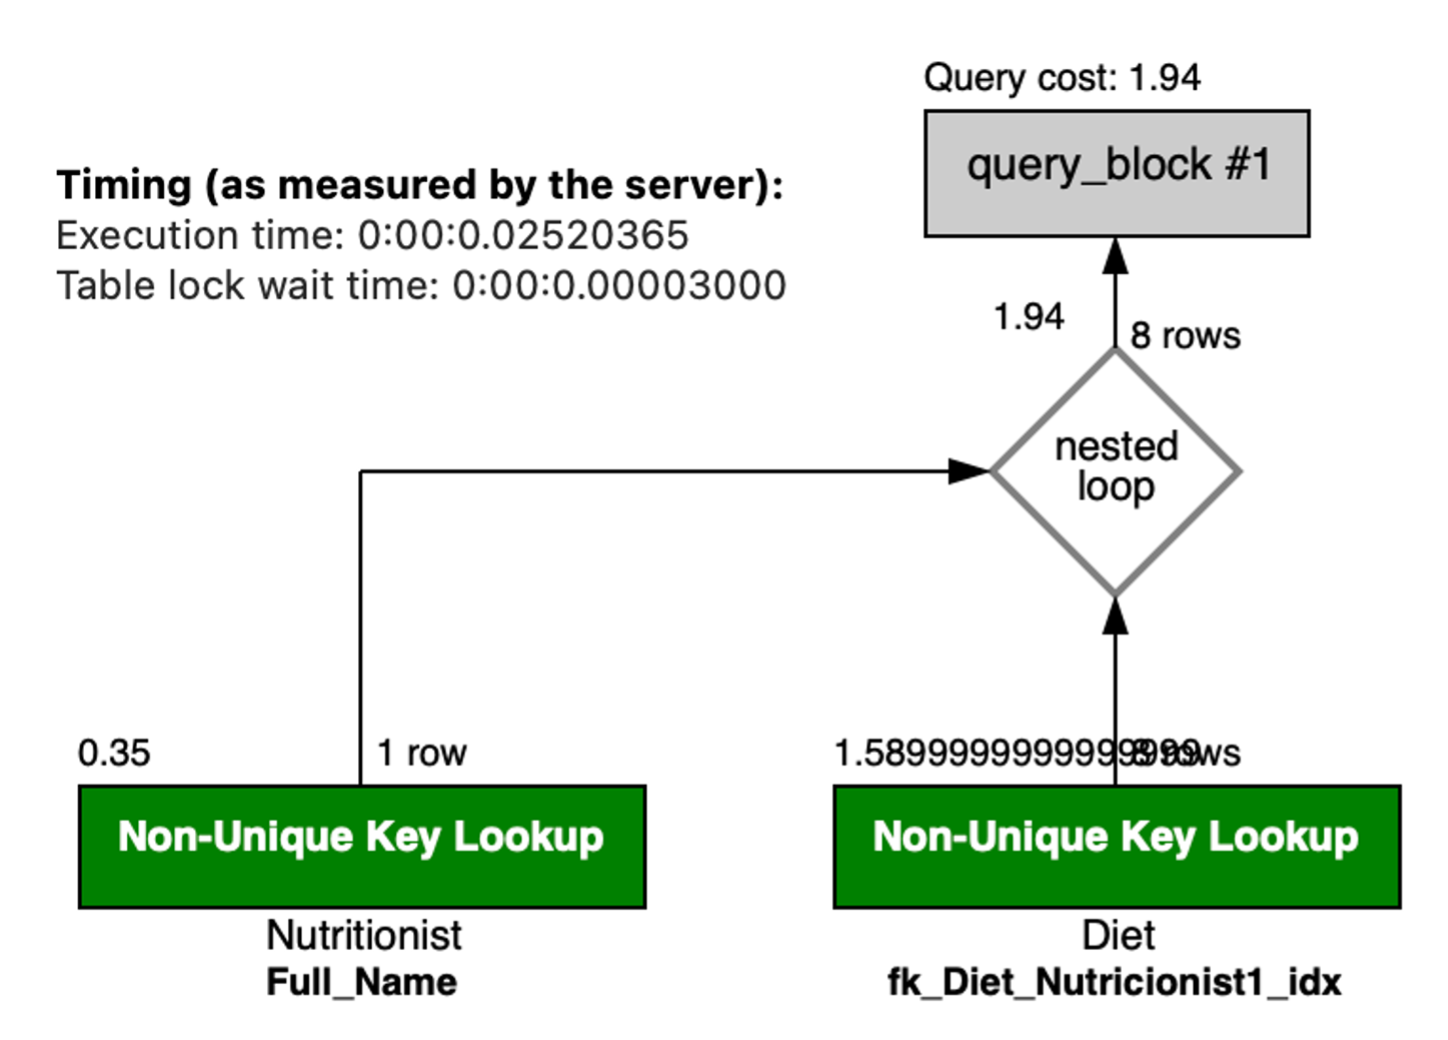 Query cost: 1.94
query_block #1
Timing (as measured by the server):
Execution time: 0:00:0.02520365
Table lock wait time: 0:00:0.00003000
1.94
8 rows
nested
loop
0.35
1 row
8 rows
Non-Unique Key Lookup
Non-Unique Key Lookup
Nutritionist
Full_Name
Diet
fk_Diet_Nutricionist1_idx